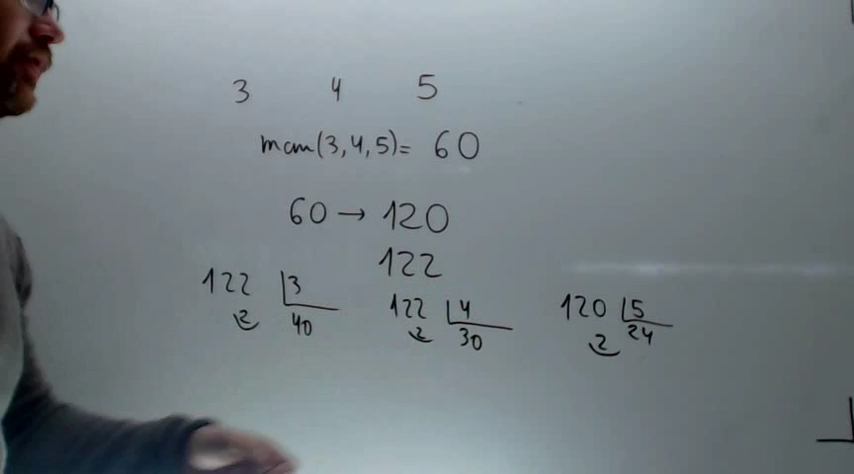 3 4 5
mcm(3,4,5)= 60
60 → 120
122
122 |3 122 |4 120 |5
2 40 2 30 2 24